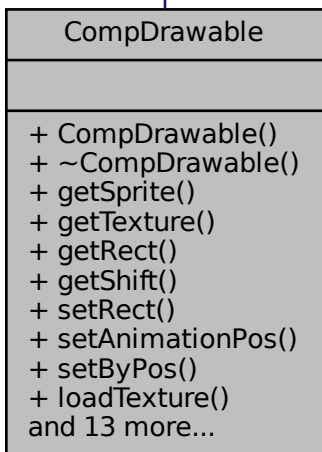 CompDrawable
+ CompDrawable()
+ ~CompDrawable()
+ getSprite()
+ getTexture()
+ getRect()
+ getShift()
+ setRect()
+ setAnimationPos()
+ setByPos()
+ loadTexture()
and 13 more...